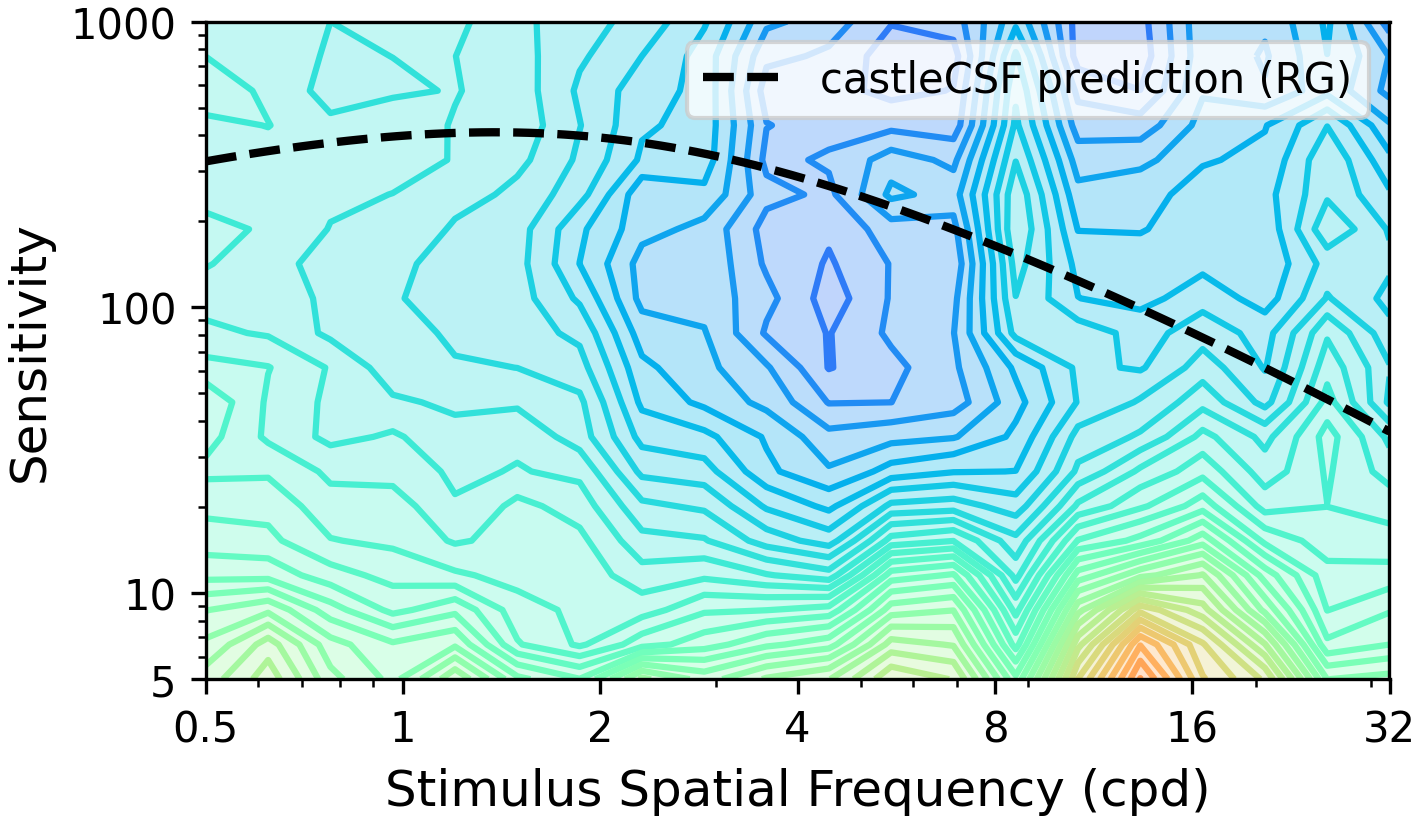 1000
castleCSF prediction (RG)
100
Sensitivity
10
5
0.5 1 2 4 8 16 32
Stimulus Spatial Frequency (cpd)